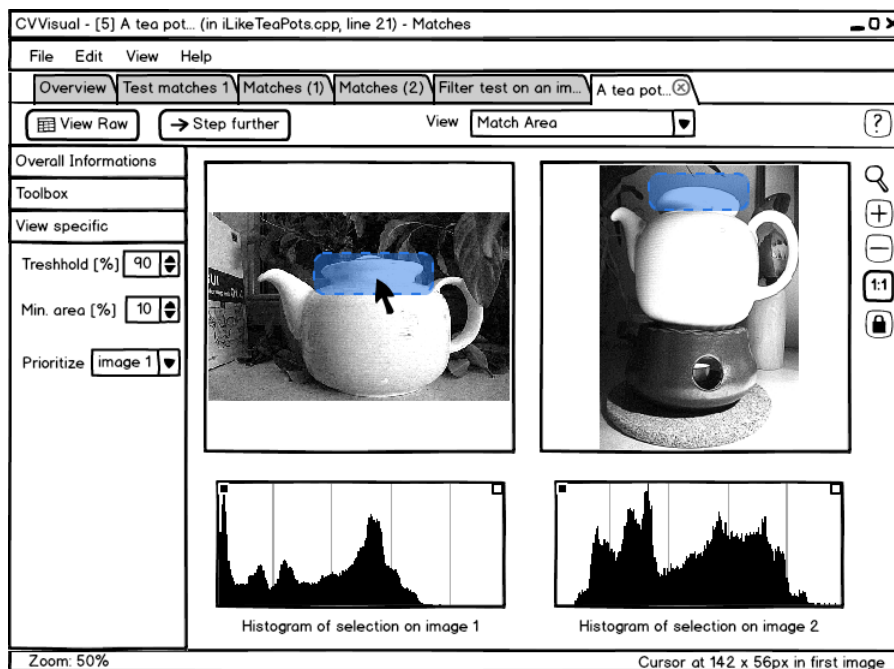 CVVisual - [5] A tea pot... (in iLikeTeaPots.cpp, line 21) - Matches
File Edit View Help
Overview Test matches 1 Matches (1) Matches (2) Filter test on an im... A tea pot...
View Raw Step further View Match Area ?
Overall Informations
Toolbox
View specific
Treshhold [%] 90
Min. area [%] 10
1:1
Prioritize image 1
Histogram of selection on image 1 Histogram of selection on image 2
Zoom: 50% Cursor at 142 x 56px in first image